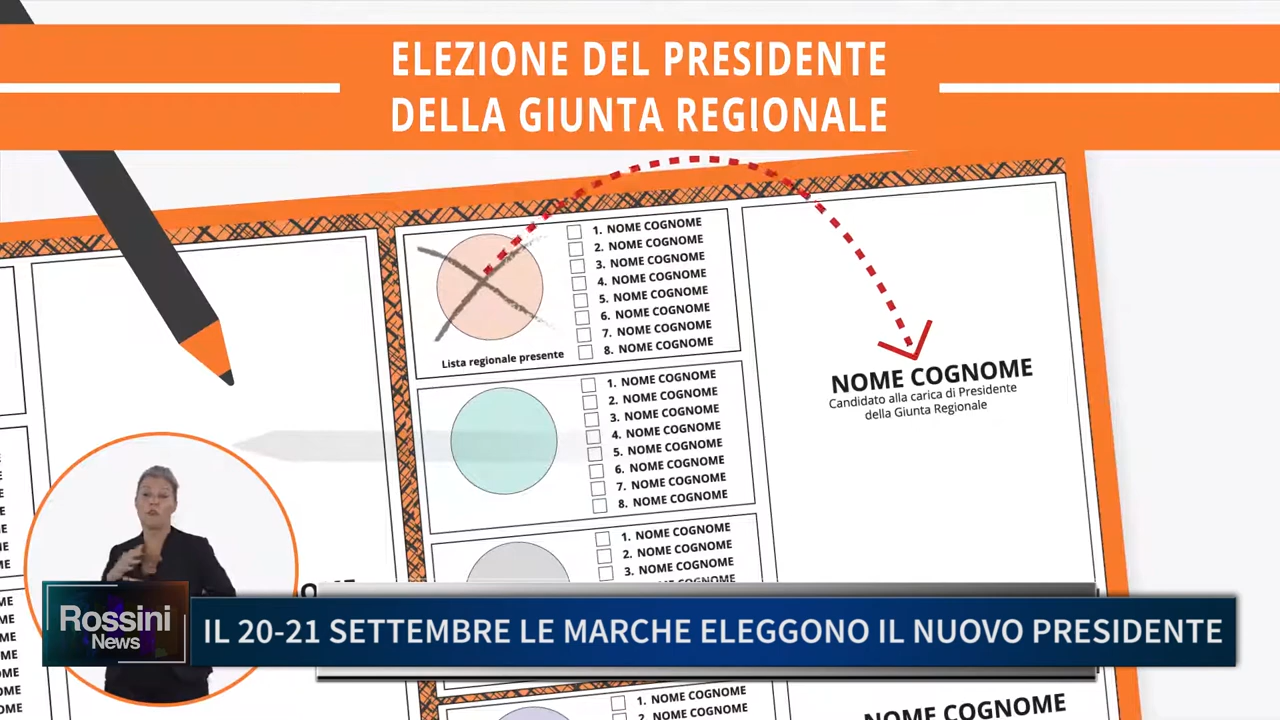 ELEZIONE DEL PRESIDENTE
DELLA GIUNTA REGIONALE
1. NOME COGNOME
2. NOME COGNOME
3. NOME COGNOME
4. NOME COGNOME
5. NOME COGNOME
6. NOME COGNOME
7. NOME COGNOME
8. NOME COGNOME
Lista regionale presente
NOME COGNOME
Candidato alla carica di Presidente
della Giunta Regionale
1. NOME COGNOME
2. NOME COGNOME
3. NOME COGNOME
4. NOME COGNOME
5. NOME COGNOME
6. NOME COGNOME
7. NOME COGNOME
8. NOME COGNOME
1. NOME COGNOME
2. NOME COGNOME
3. NOME COGNOME
Rossini
News
IL 20-21 SETTEMBRE LE MARCHE ELEGGONO IL NUOVO PRESIDENTE
1. NOME COGNOME
2. NOME COGNOME
NOME COGNOME